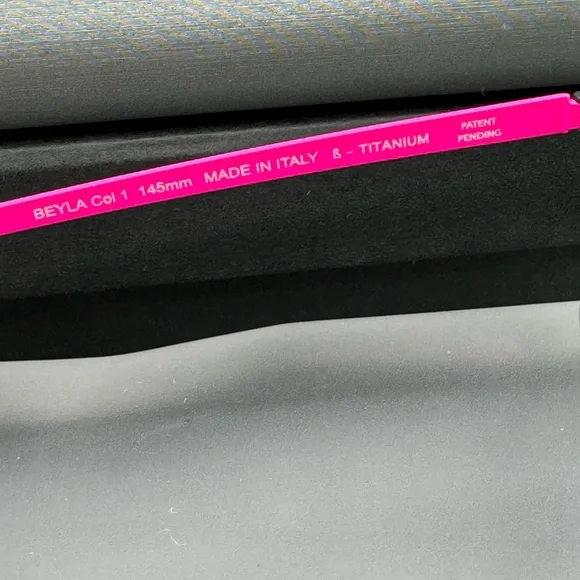 BEYLA Col 1 145mm MADE IN ITALY ß - TITANIUM
PATENT
PENDING